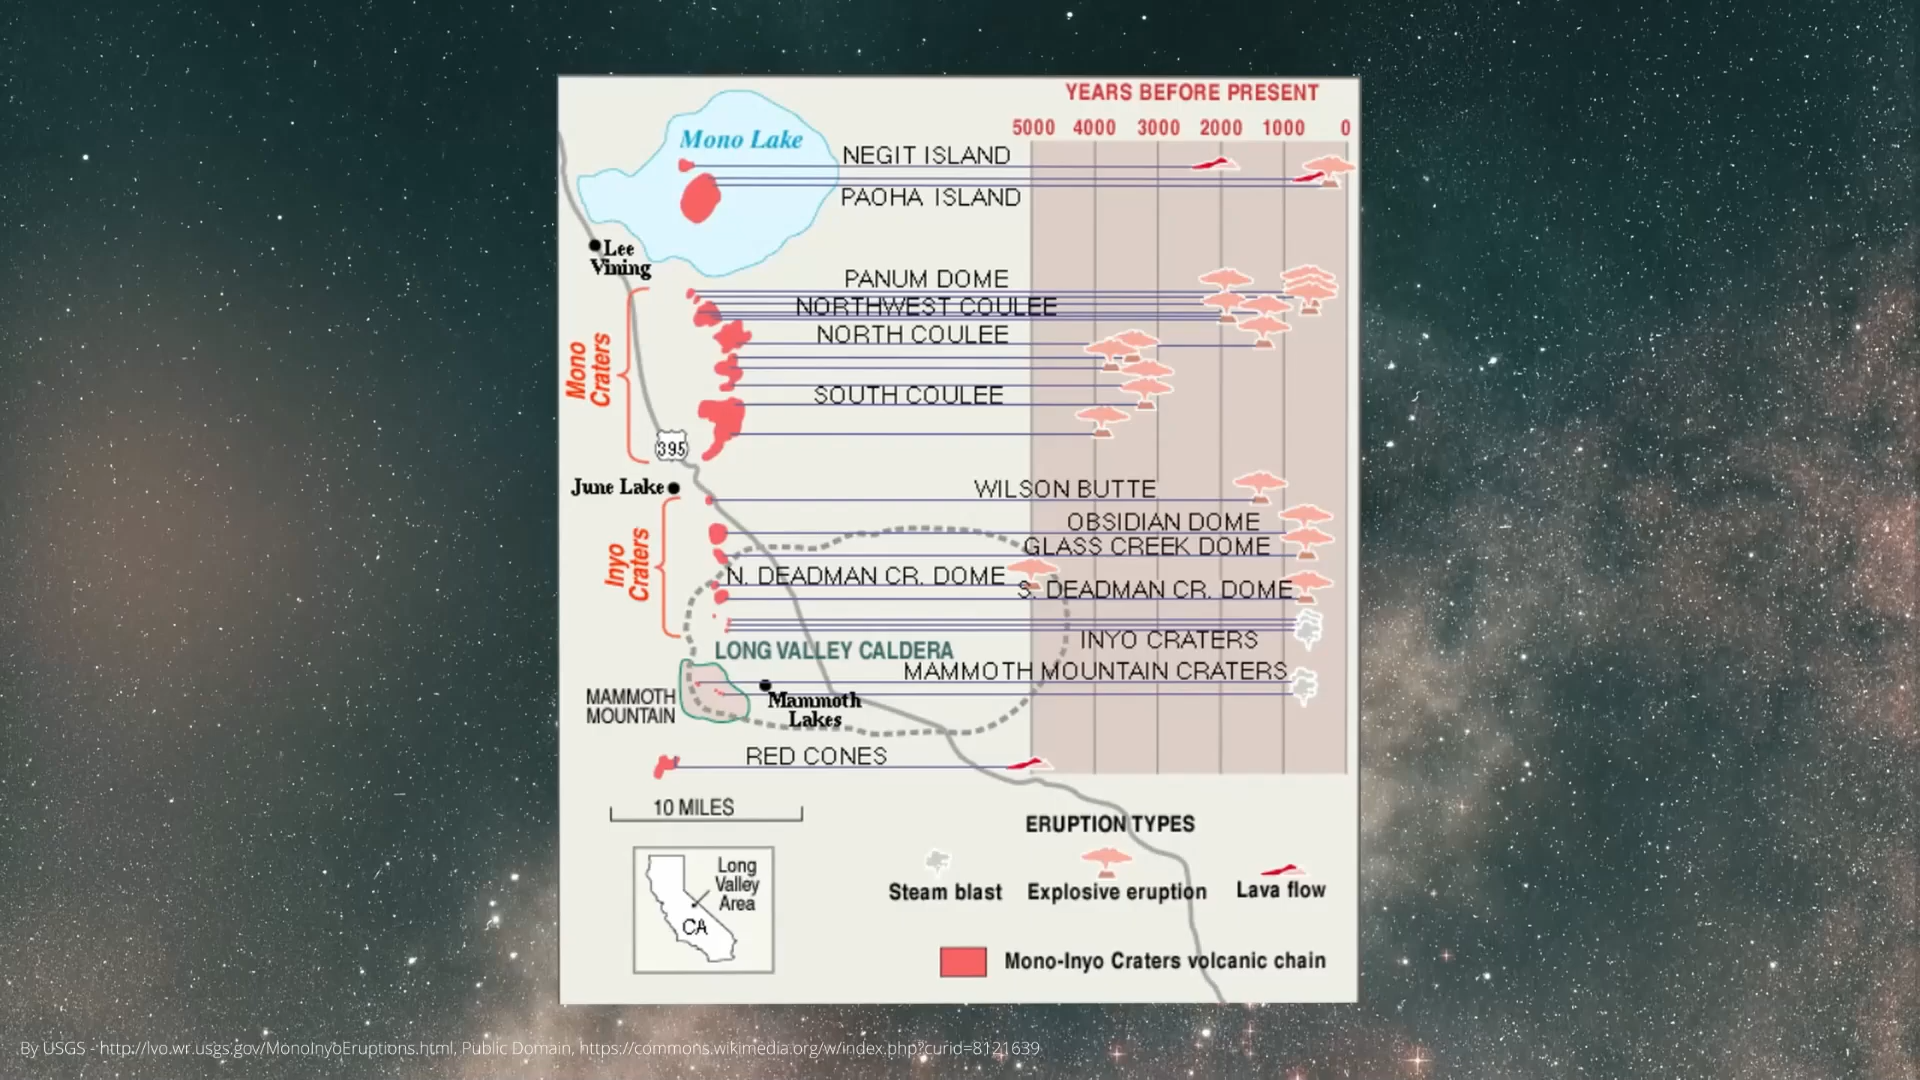 YEARS BEFORE PRESENT
5000 4000 3000 2000 1000 0
Mono Lake
NEGIT ISLAND
PAOHA ISLAND
Lee
Vining
PANUM DOME
NORTHWEST COULEE
NORTH COULEE
Mono
Craters
SOUTH COULEE
395
June Lake
WILSON BUTTE
OBSIDIAN DOME
GLASS CREEK DOME
Inyo
Craters
N. DEADMAN CR. DOME
S. DEADMAN CR. DOME
INYO CRATERS
LONG VALLEY CALDERA
MAMMOTH MOUNTAIN CRATERS
MAMMOTH
MOUNTAIN
Mammoth
Lakes
RED CONES
10 MILES
ERUPTION TYPES
Steam blast Explosive eruption Lava flow
Long
Valley
Area
CA
Mono-Inyo Craters volcanic chain
By USGS - http://lvo.wr.usgs.gov/MonoInyoEruptions.html, Public Domain, https://commons.wikimedia.org/w/index.php?curid=8121639